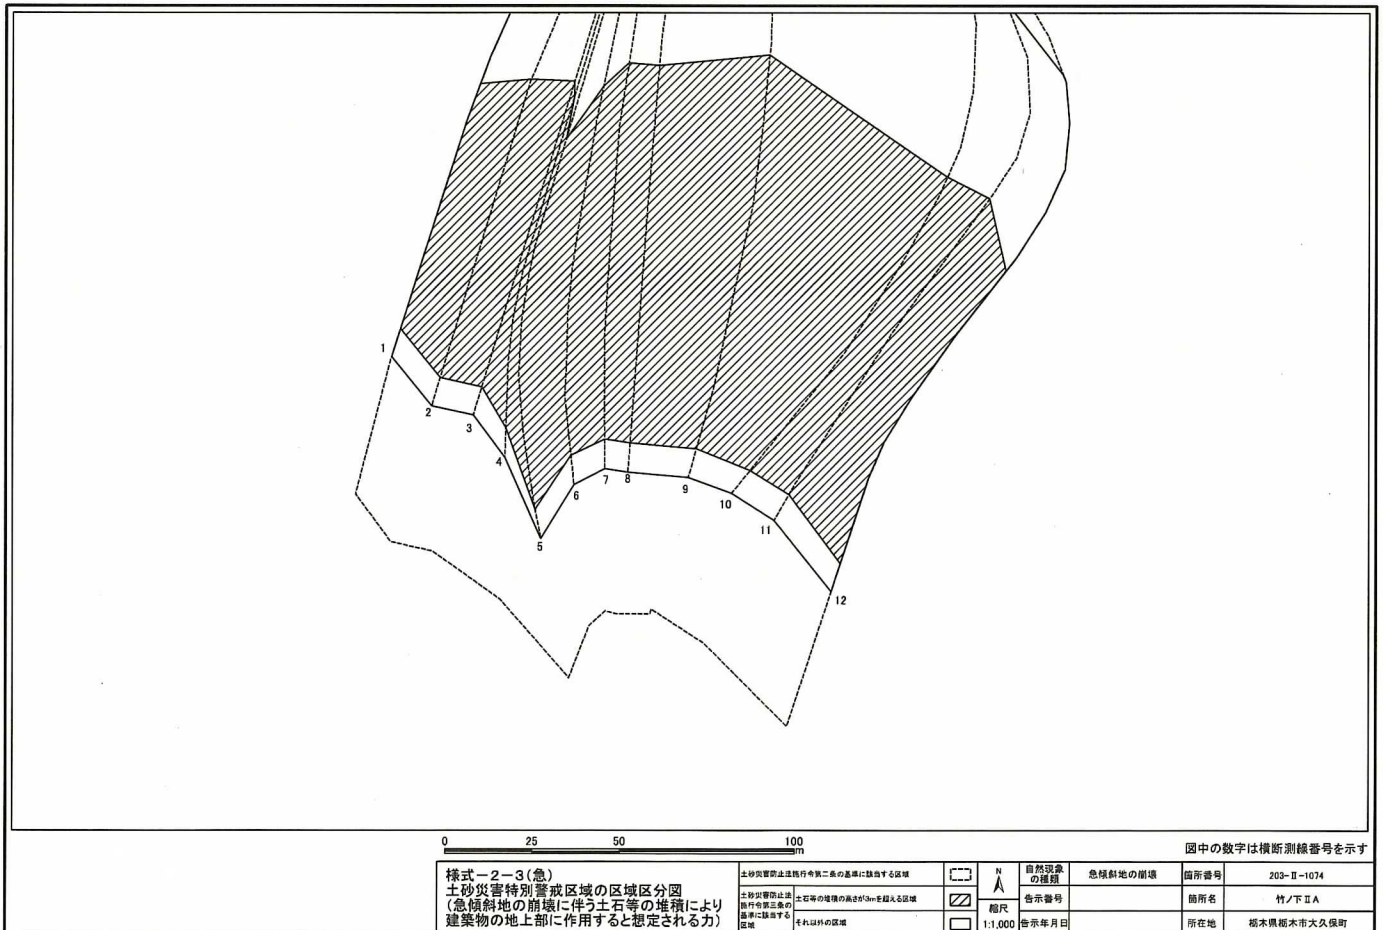 1
2
3
4
5
6
7
8
9
10
11
12
0 25 50 100
m
図中の数字は横断測線番号を示す
様式－2－3(急)
土砂災害特別警戒区域の区域区分図
(急傾斜地の崩壊に伴う土石等の堆積により
建築物の地上部に作用すると想定される力)
土砂災害防止法施行令第二条の基準に該当する区域
土砂災害防止法
施行令第三条の
基準に該当する
区域
土石等の堆積の高さが3mを超える区域
それ以外の区域
N
縮尺
1:1,000
自然現象
の種類
急傾斜地の崩壊
箇所番号
203-Ⅱ-1074
告示番号
箇所名
竹ノ下ⅡA
告示年月日
所在地
栃木県栃木市大久保町